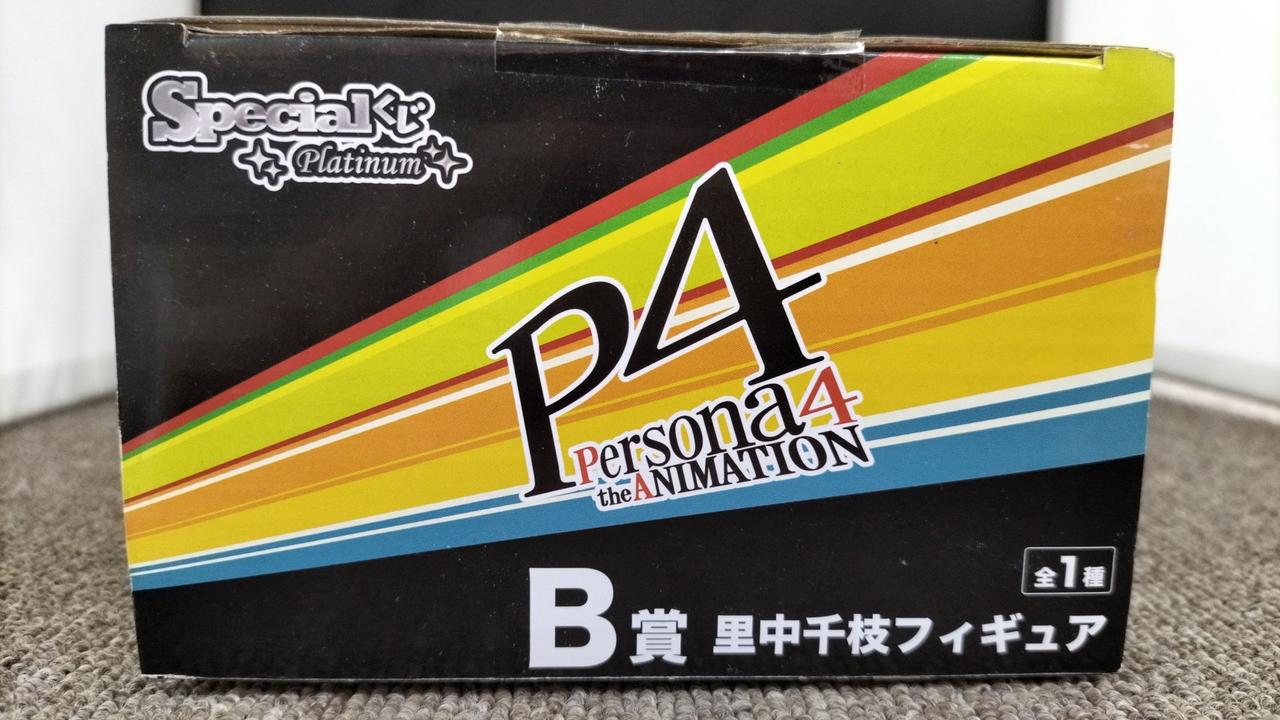 Specialくじ
Platinum
P4
Persona4
the ANIMATION
全1種
B賞 里中千枝フィギュア